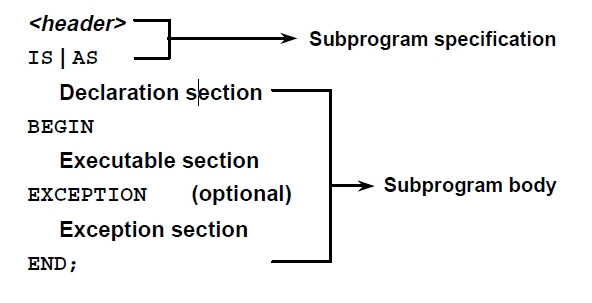 <header>
IS | AS
Subprogram specification
Declaration section
BEGIN
Executable section
EXCEPTION (optional)
Subprogram body
Exception section
END;